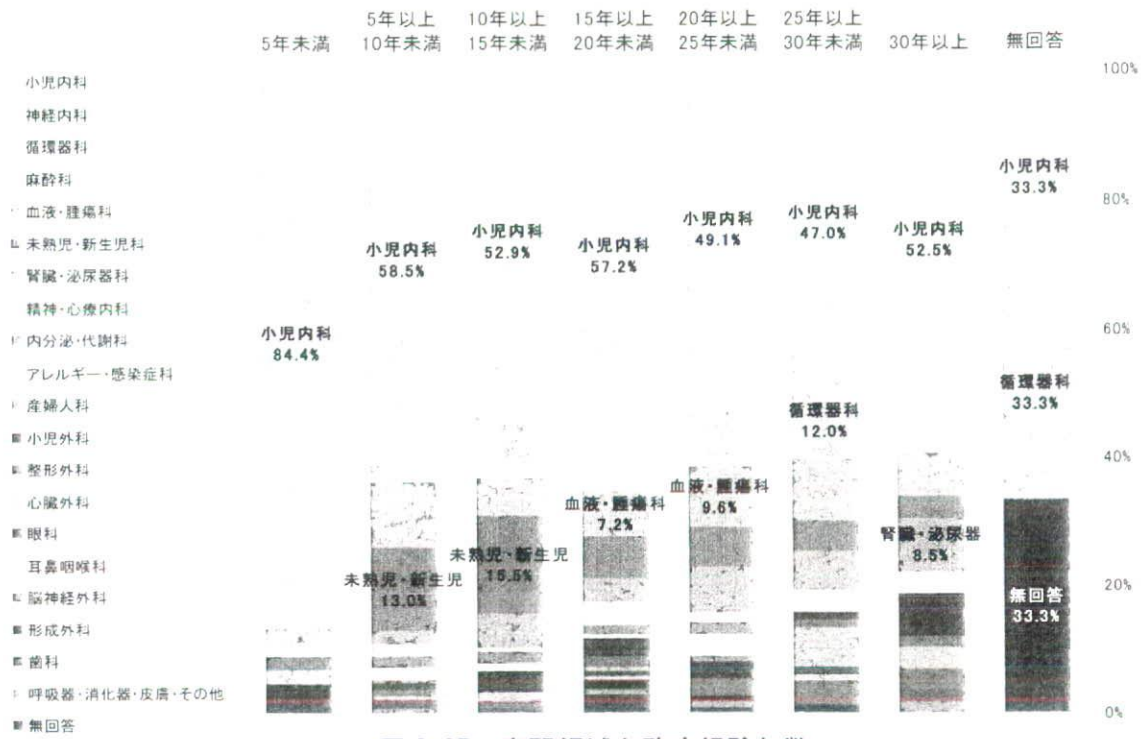 5年以上 10年以上 15年以上 20年以上 25年以上
5年未満 10年未満 15年未満 20年未満 25年未満 30年未満 30年以上 無回答
100%
小児内科
神経内科
循環器科
麻酔科
血液・腫瘍科
未熟児・新生児科
腎臓・泌尿器科
精神・心療内科
内分泌・代謝科
アレルギー・感染症科
産婦人科
小児外科
整形外科
心臓外科
眼科
耳鼻咽喉科
脳神経外科
形成外科
歯科
呼吸器・消化器・皮膚・その他
無回答
小児内科
84.4%
小児内科
58.5%
未熟児・新生児
13.0%
小児内科
52.9%
未熟児・新生児
15.5%
小児内科
57.2%
血液・腫瘍科
7.2%
小児内科
49.1%
血液・腫瘍科
9.6%
小児内科
47.0%
循環器科
12.0%
小児内科
52.5%
腎臓・泌尿器
8.5%
小児内科
33.3%
循環器科
33.3%
無回答
33.3%
80%
60%
40%
20%
0%